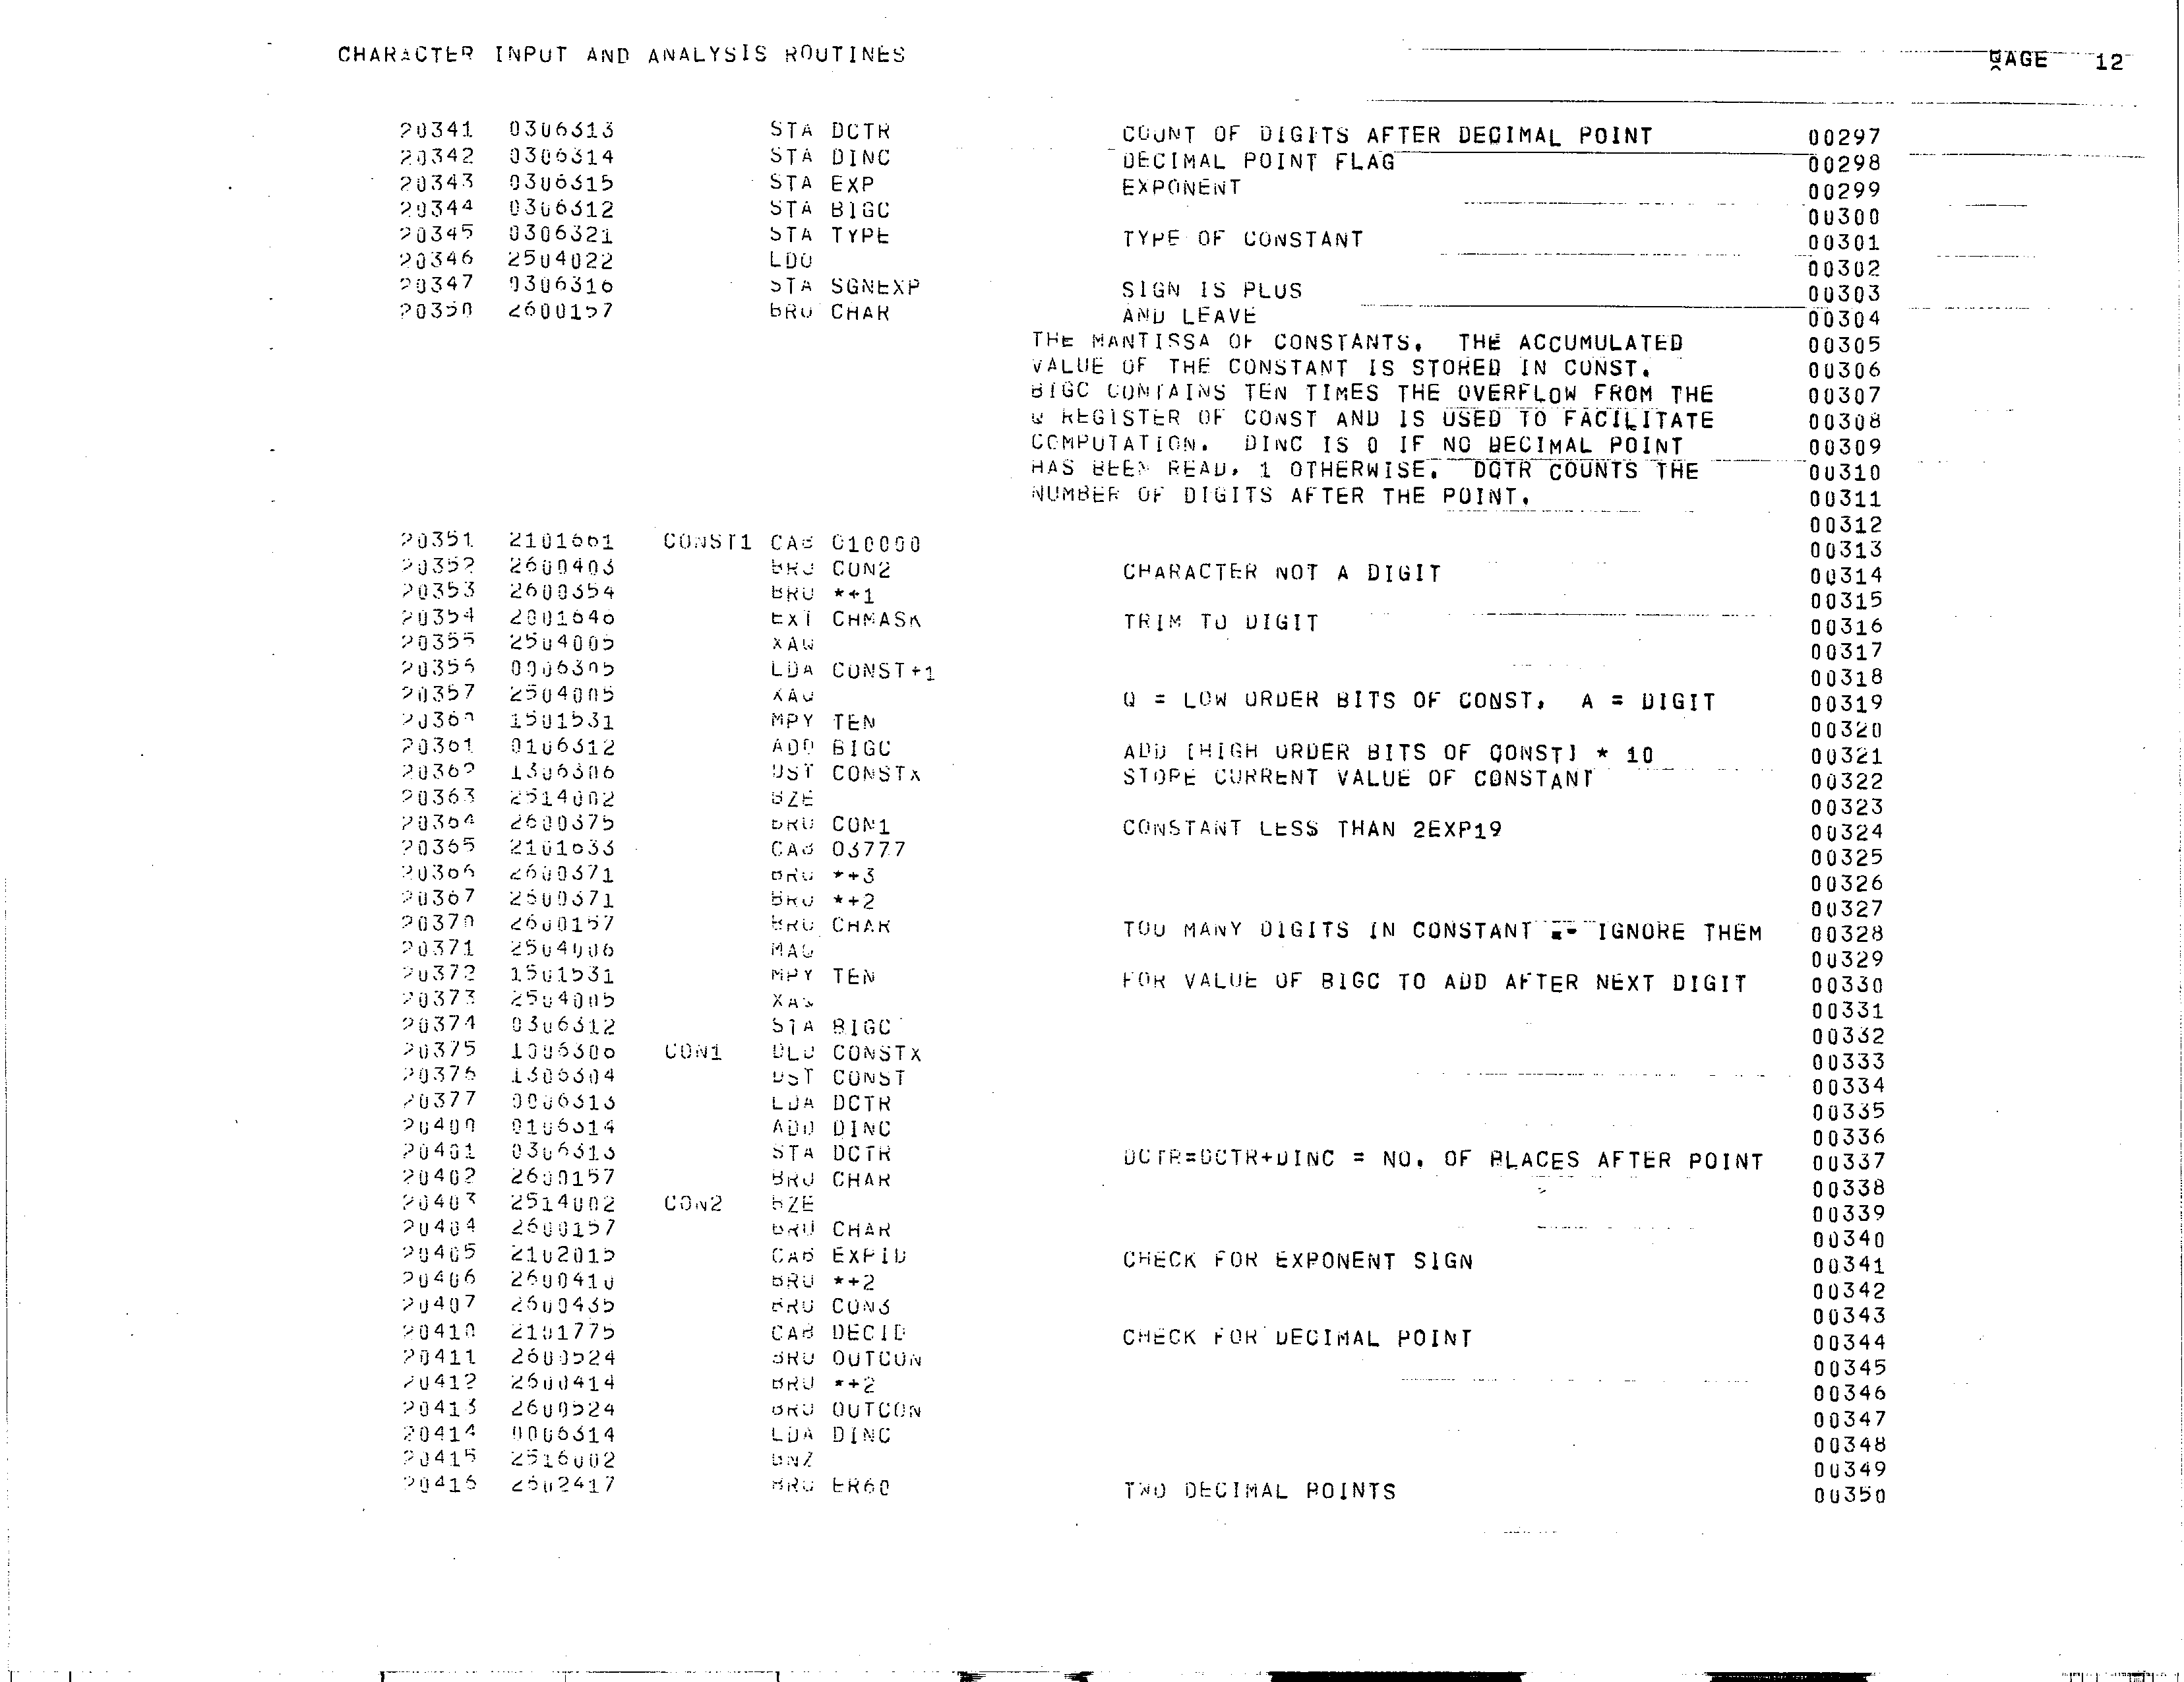 CHARACTER INPUT AND ANALYSIS ROUTINES PAGE 12
20341 0306313 STA DCTR COUNT OF DIGITS AFTER DECIMAL POINT 00297
20342 0306314 STA DINC DECIMAL POINT FLAG 00298
20343 0306315 STA EXP EXPONENT 00299
20344 0306312 STA BIGC 00300
20345 0306321 STA TYPE TYPE OF CONSTANT 00301
20346 2504022 LDO 00302
20347 0306316 STA SGNEXP SIGN IS PLUS 00303
20350 2600157 BRU CHAR AND LEAVE 00304
THE MANTISSA OF CONSTANTS. THE ACCUMULATED 00305
VALUE OF THE CONSTANT IS STORED IN CONST. 00306
BIGC CONTAINS TEN TIMES THE OVERFLOW FROM THE 00307
Q REGISTER OF CONST AND IS USED TO FACILITATE 00308
COMPUTATION. DINC IS 0 IF NO DECIMAL POINT 00309
HAS BEEN READ, 1 OTHERWISE. DCTR COUNTS THE 00310
NUMBER OF DIGITS AFTER THE POINT. 00311
00312
20351 2101661 CONST1 CAB O10000 00313
20352 2600403 BRU CON2 CHARACTER NOT A DIGIT 00314
20353 2600354 BRU *+1 00315
20354 2001640 EXT CHMASK TRIM TO DIGIT 00316
20355 2504005 XAQ 00317
20356 0006305 LDA CONST+1 00318
20357 2504005 XAQ Q = LOW ORDER BITS OF CONST, A = DIGIT 00319
20360 1501531 MPY TEN 00320
20361 0106312 ADD BIGC ADD [HIGH ORDER BITS OF CONST] * 10 00321
20362 1306306 DST CONSTX STORE CURRENT VALUE OF CONSTANT 00322
20363 2514002 BZE 00323
20364 2600375 BRU CON1 CONSTANT LESS THAN 2EXP19 00324
20365 2101633 CAB O3777 00325
20366 2600371 BRU *+3 00326
20367 2600371 BRU *+2 00327
20370 2600157 BRU CHAR TOO MANY DIGITS IN CONSTANT -- IGNORE THEM 00328
20371 2504006 MAQ 00329
20372 1501531 MPY TEN FOR VALUE OF BIGC TO ADD AFTER NEXT DIGIT 00330
20373 2504005 XAQ 00331
20374 0306312 STA BIGC 00332
20375 1006306 CON1 DLD CONSTX 00333
20376 1306304 DST CONST 00334
20377 0006313 LDA DCTR 00335
20400 0106314 ADD DINC 00336
20401 0306313 STA DCTR DCTR=DCTR+DINC = NO. OF PLACES AFTER POINT 00337
20402 2600157 BRU CHAR 00338
20403 2514002 CON2 BZE 00339
20404 2600157 BRU CHAR 00340
20405 2102015 CAB EXPID CHECK FOR EXPONENT SIGN 00341
20406 2600410 BRU *+2 00342
20407 2600435 BRU CON3 00343
20410 2101775 CAB DECID CHECK FOR DECIMAL POINT 00344
20411 2600524 BRU OUTCON 00345
20412 2600414 BRU *+2 00346
20413 2600524 BRU OUTCON 00347
20414 0006314 LDA DINC 00348
20415 2516002 BNZ 00349
20416 2602417 BRU ER60 TWO DECIMAL POINTS 00350